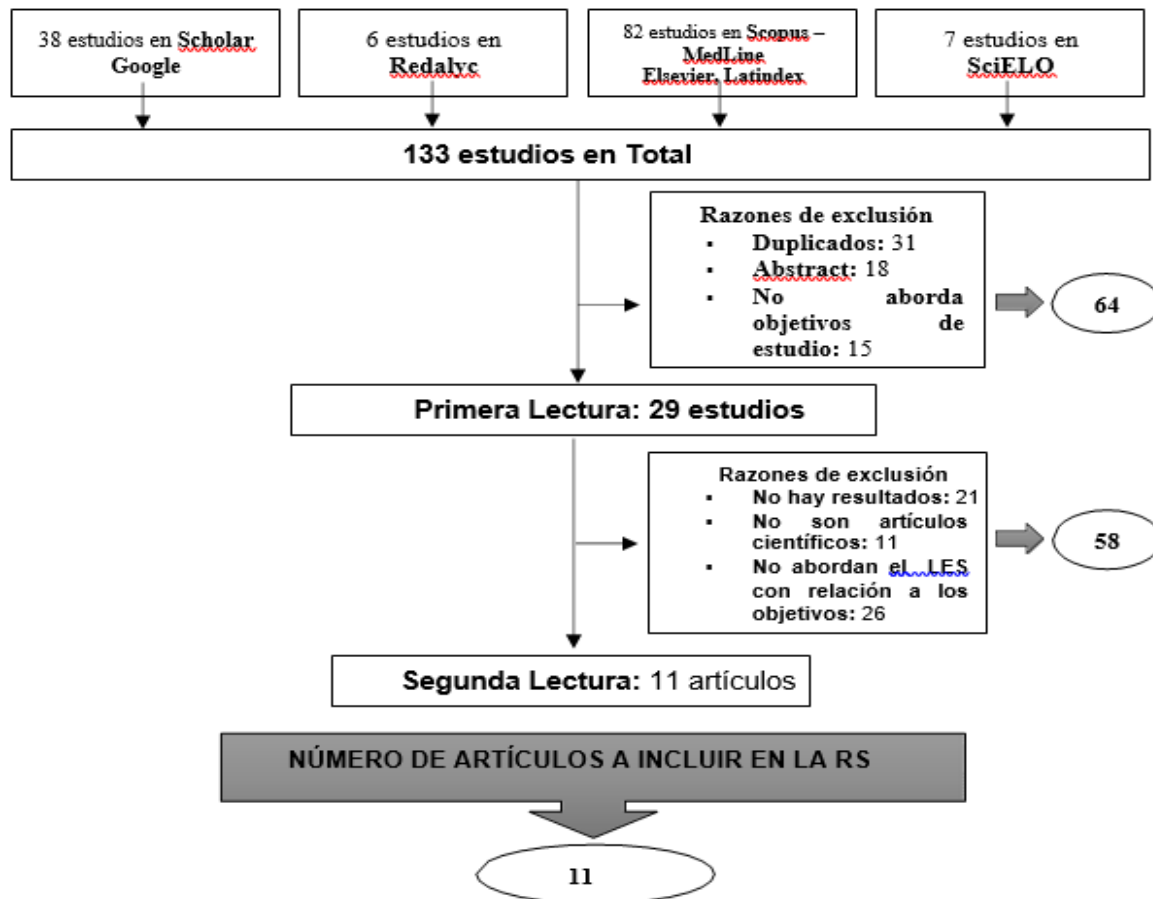 38 estudios en Scholar
Google
6 estudios en
Redalyc
82 estudios en Scopus –
MedLine
Elsevier, Latindex
7 estudios en
SciELO
133 estudios en Total
Razones de exclusión
▪ Duplicados: 31
▪ Abstract: 18
▪ No aborda
objetivos de
estudio: 15
64
Primera Lectura: 29 estudios
Razones de exclusión
▪ No hay resultados: 21
▪ No son artículos
científicos: 11
▪ No abordan el LES
con relación a los
objetivos: 26
58
Segunda Lectura: 11 artículos
NÚMERO DE ARTÍCULOS A INCLUIR EN LA RS
11